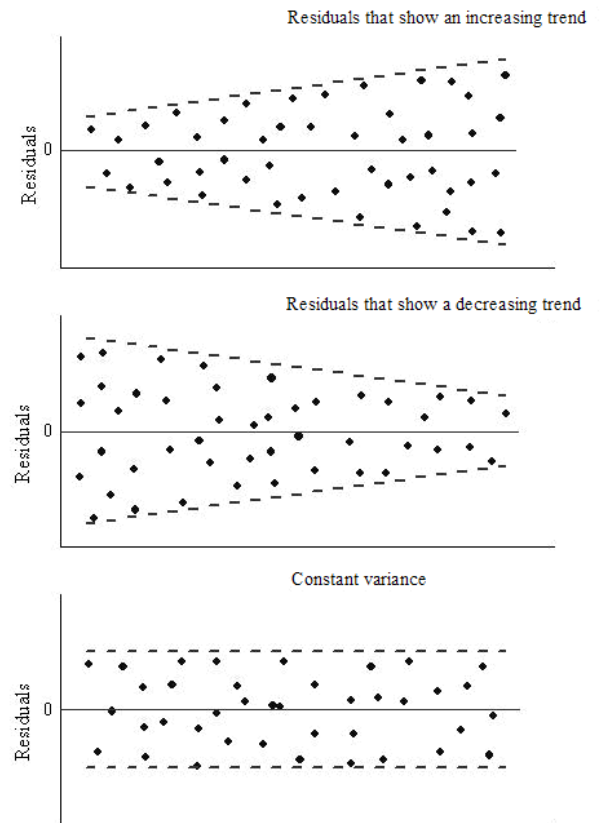 Residuals that show an increasing trend
0
Residuals
Residuals that show a decreasing trend
0
Residuals
Constant variance
0
Residuals